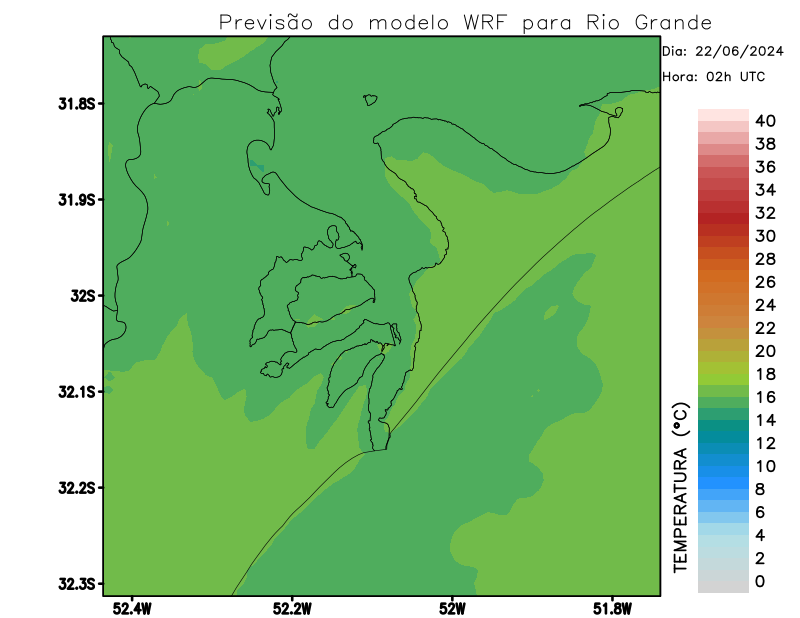 Previsão do modelo WRF para Rio Grande
Dia: 22/06/2024
Hora: 02h UTC
31.8S
31.9S
32S
32.1S
32.2S
32.3S
52.4W
52.2W
52W
51.8W
40
38
36
34
32
30
28
26
24
22
20
18
16
14
12
10
8
6
4
2
0
TEMPERATURA (°C)